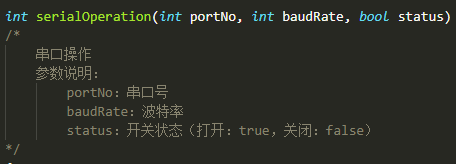 int serialOperation(int portNo, int baudRate, bool status)
/*
串口操作
参数说明：
portNo：串口号
baudRate：波特率
status：开关状态（打开：true，关闭：false）
*/